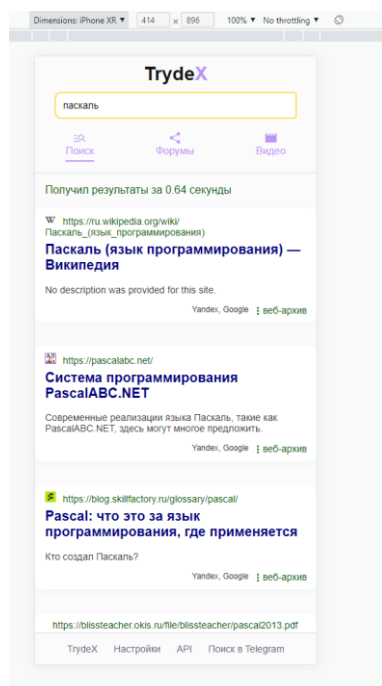 Dimensions: iPhone XR ▼ 414 x 896 100% ▼ No throttling ▼
TrydeX
паскаль
Поиск Форумы Видео
Получил результаты за 0.64 секунды
W https://ru.wikipedia.org/wiki/
Паскаль_(язык_программирования)
Паскаль (язык программирования) —
Википедия
No description was provided for this site.
Yandex, Google ⋮ веб-архив
https://pascalabc.net/
Система программирования
PascalABC.NET
Современные реализации языка Паскаль, такие как
PascalABC.NET, здесь могут многое предложить.
Yandex, Google ⋮ веб-архив
https://blog.skillfactory.ru/glossary/pascal/
Pascal: что это за язык
программирования, где применяется
Кто создал Паскаль?
Yandex, Google ⋮ веб-архив
https://blissteacher.okis.ru/file/blissteacher/pascal2013.pdf
TrydeX Настройки API Поиск в Telegram